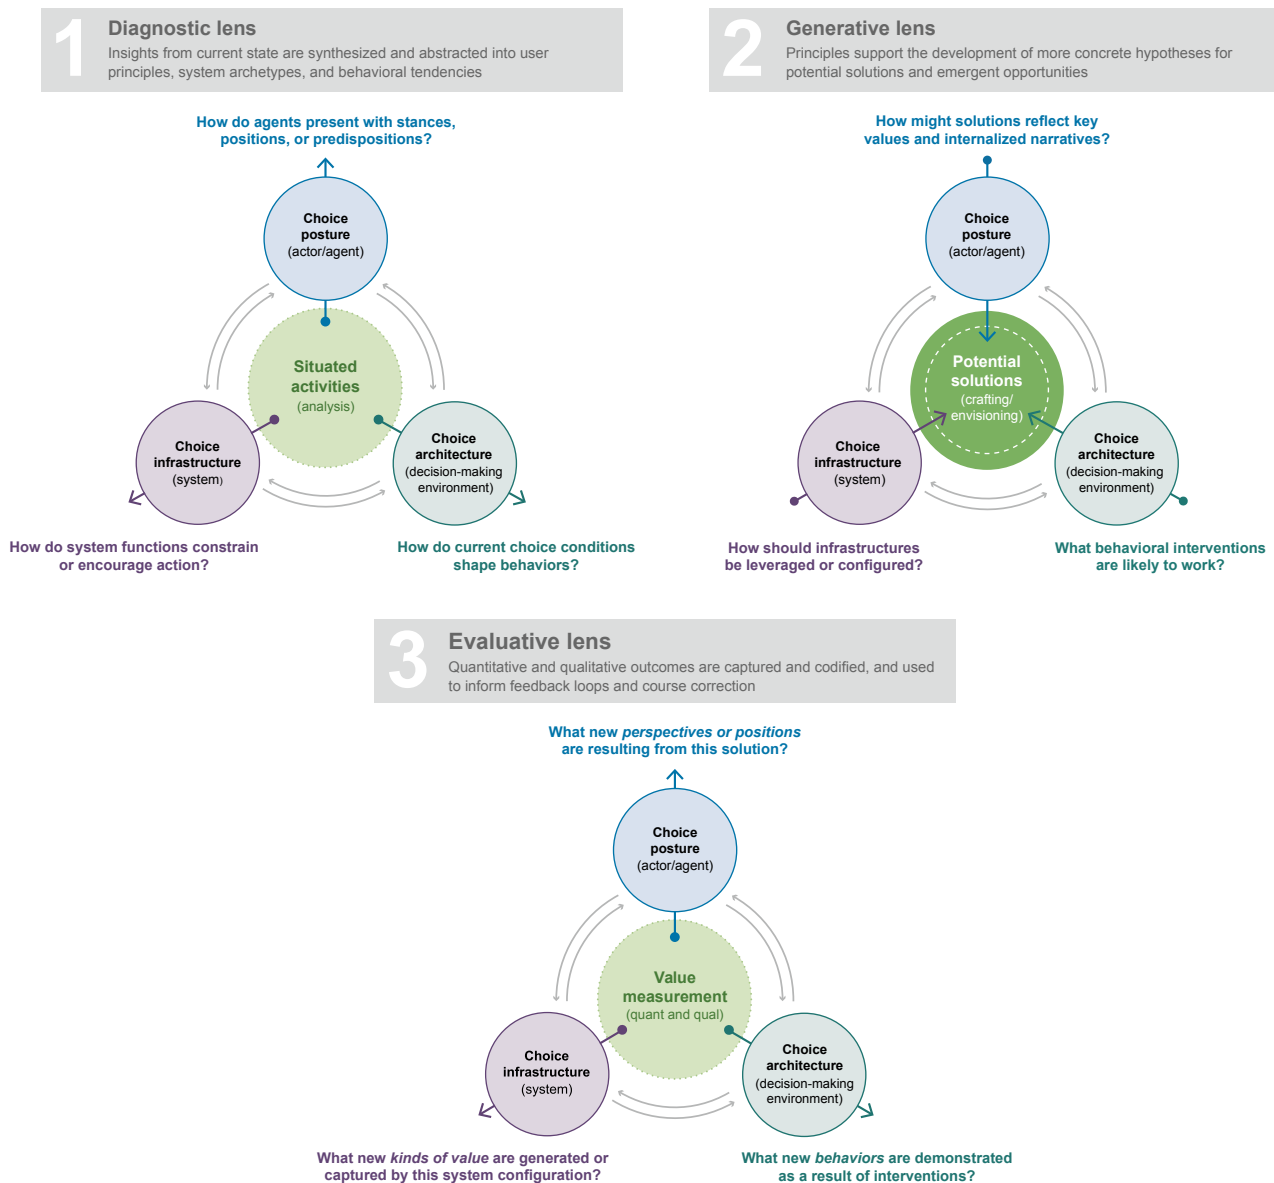 1
Diagnostic lens
Insights from current state are synthesized and abstracted into user
principles, system archetypes, and behavioral tendencies
How do agents present with stances,
positions, or predispositions?
Choice
posture
(actor/agent)
Situated
activities
(analysis)
Choice
infrastructure
(system)
Choice
architecture
(decision-making
environment)
How do system functions constrain
or encourage action?
How do current choice conditions
shape behaviors?
2
Generative lens
Principles support the development of more concrete hypotheses for
potential solutions and emergent opportunities
How might solutions reflect key
values and internalized narratives?
Choice
posture
(actor/agent)
Potential
solutions
(crafting/
envisioning)
Choice
infrastructure
(system)
Choice
architecture
(decision-making
environment)
How should infrastructures
be leveraged or configured?
What behavioral interventions
are likely to work?
3
Evaluative lens
Quantitative and qualitative outcomes are captured and codified, and used
to inform feedback loops and course correction
What new perspectives or positions
are resulting from this solution?
Choice
posture
(actor/agent)
Value
measurement
(quant and qual)
Choice
infrastructure
(system)
Choice
architecture
(decision-making
environment)
What new kinds of value are generated or
captured by this system configuration?
What new behaviors are demonstrated
as a result of interventions?